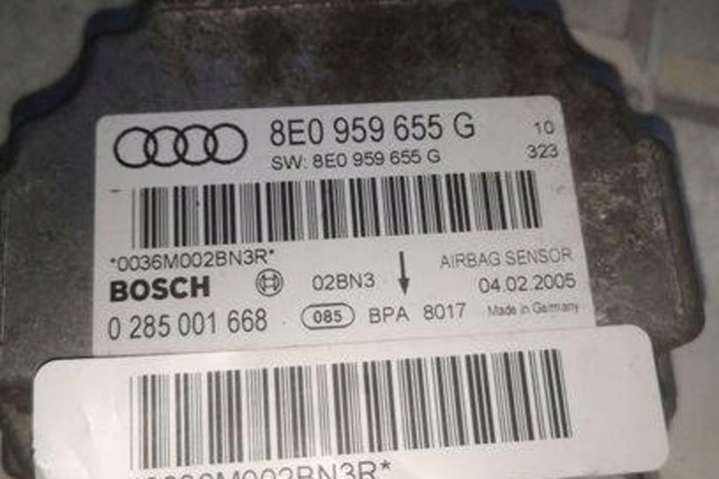 8E0 959 655 G 10
SW: 8E0 959 655 G 323
*0036M002BN3R*
AIRBAG SENSOR
BOSCH 02BN3 04.02.2005
0 285 001 668 085 BPA 8017 Made in Germany
*0036M002BN3R*